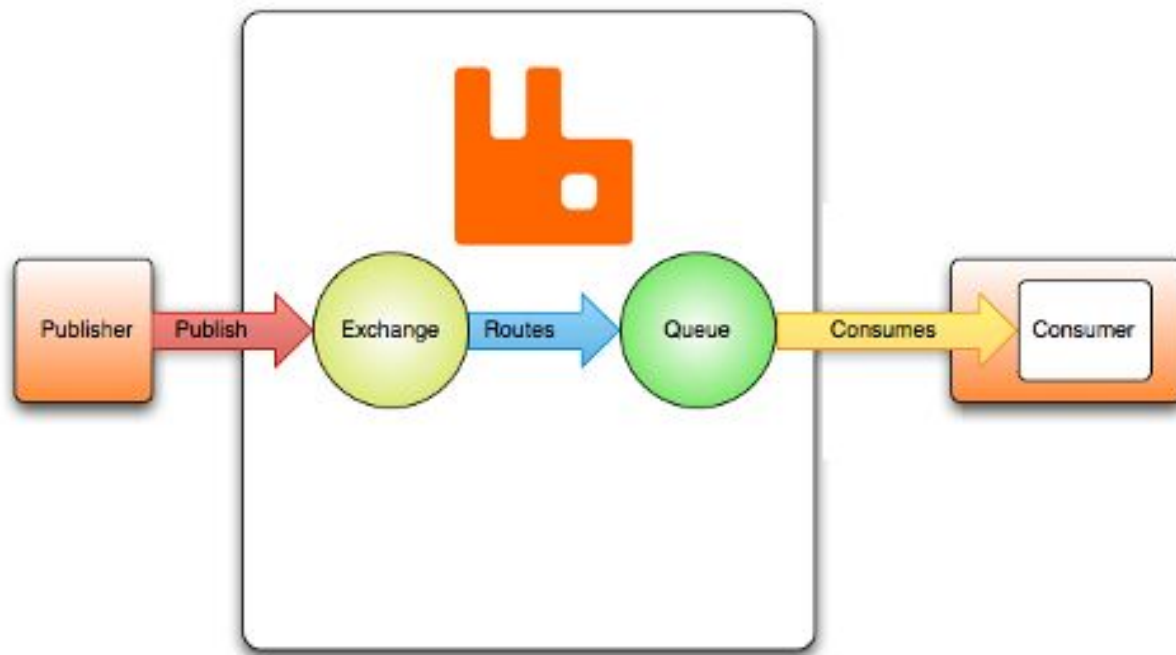 Publisher
Publish
Exchange
Routes
Queue
Consumes
Consumer